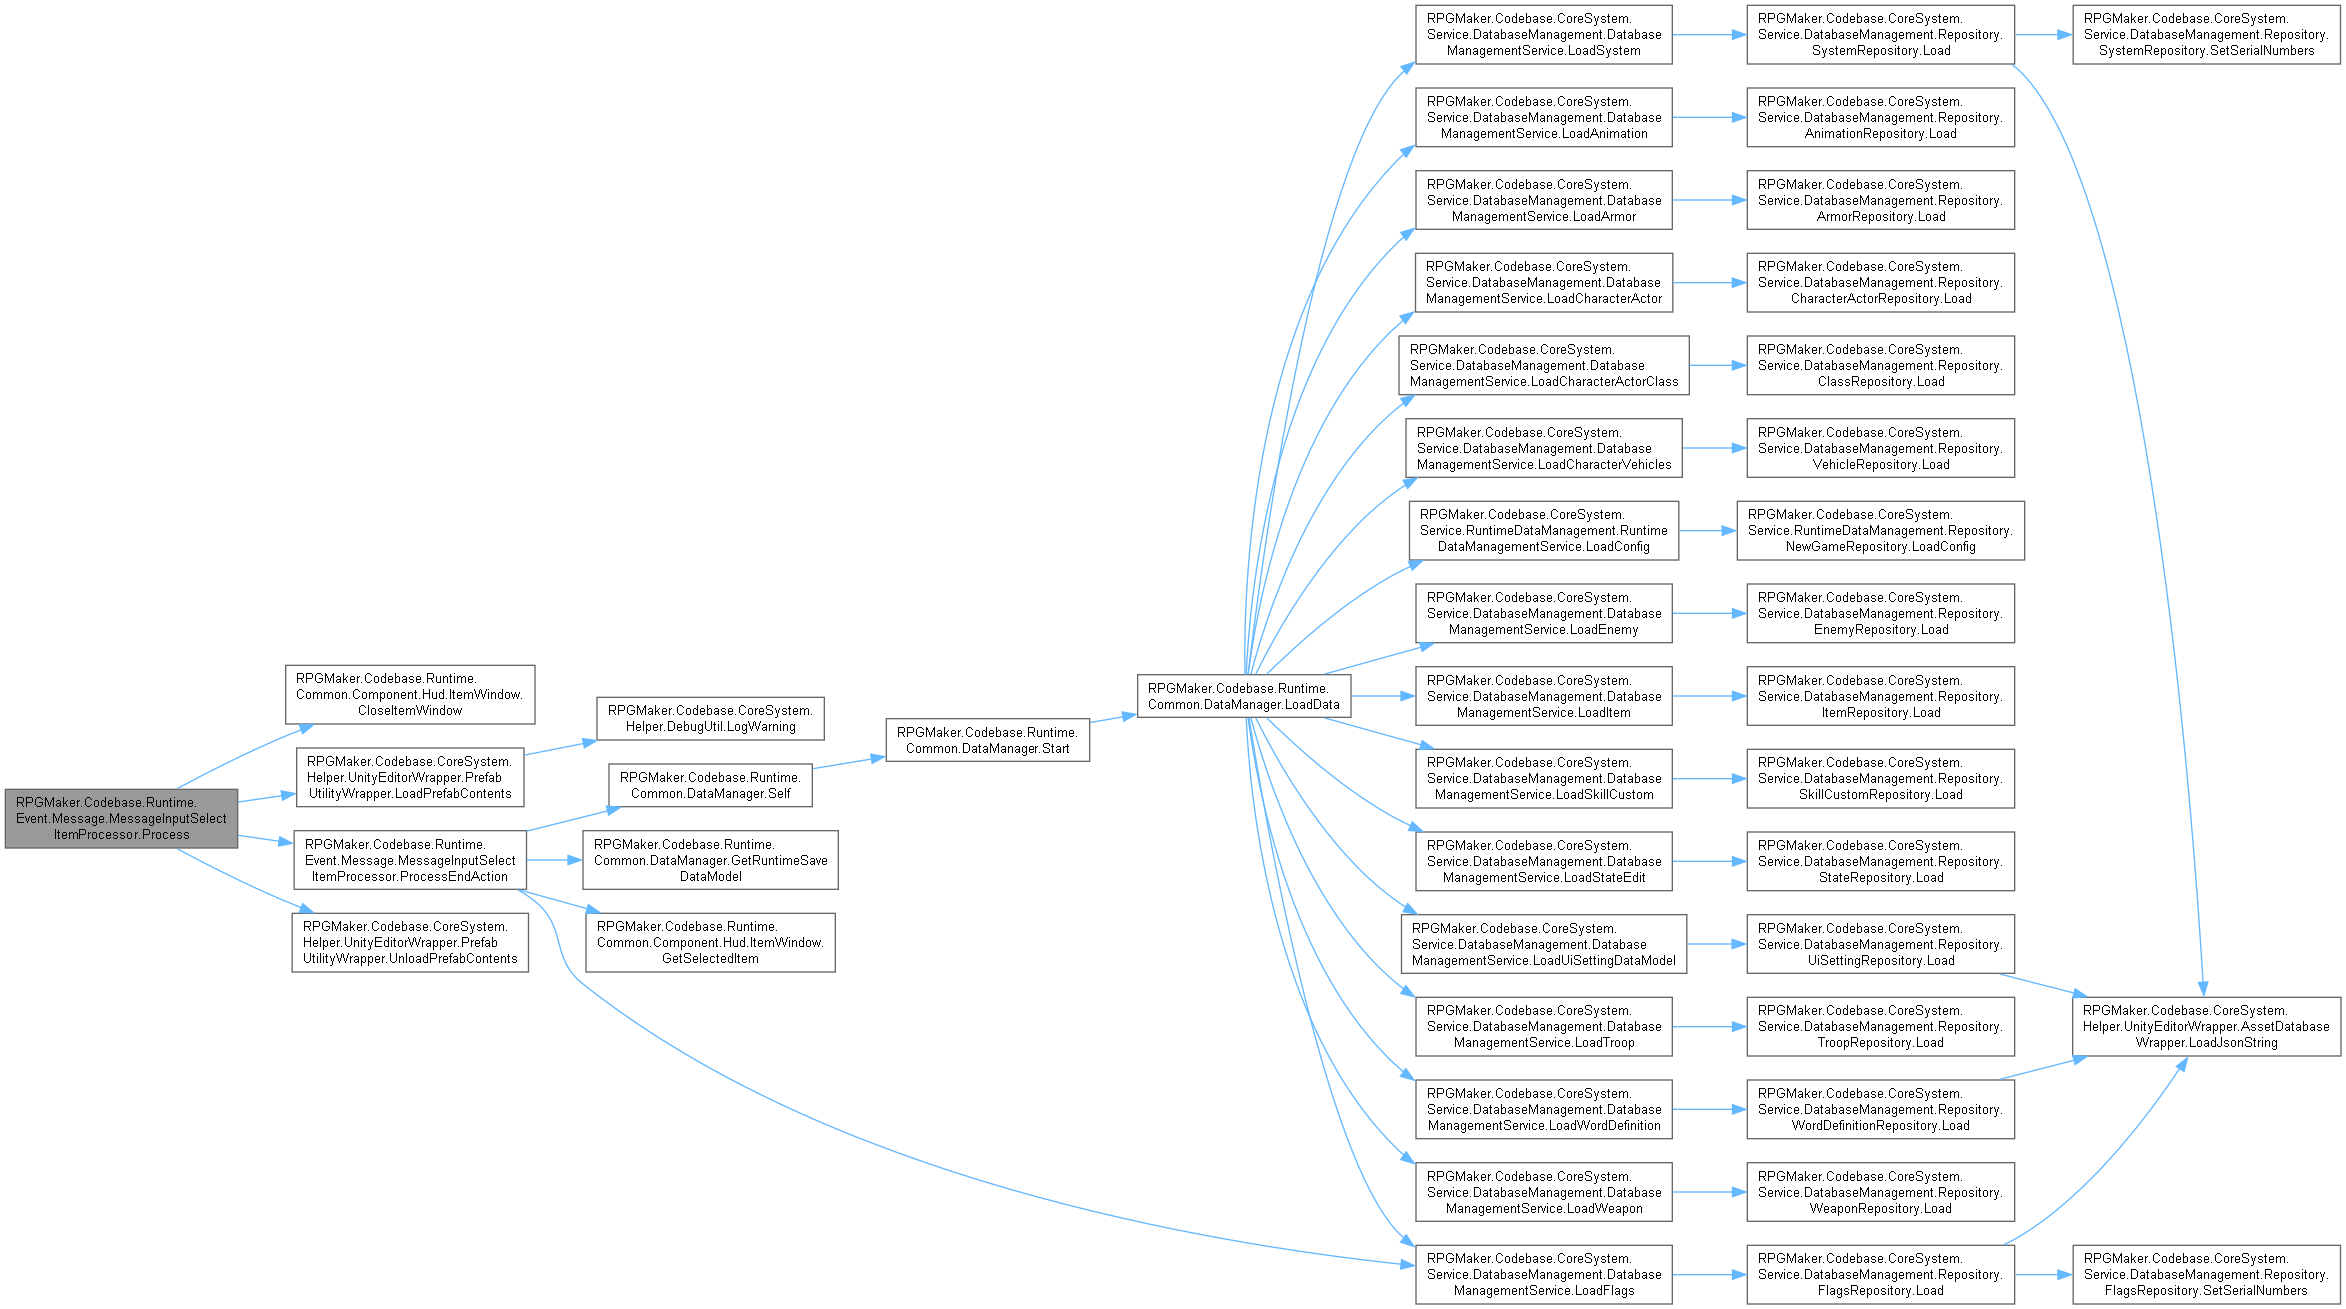 RPGMaker.Codebase.Runtime.
Event.Message.MessageInputSelect
ItemProcessor.Process
RPGMaker.Codebase.Runtime.
Common.Component.Hud.ItemWindow.
CloseItemWindow
RPGMaker.Codebase.CoreSystem.
Helper.UnityEditorWrapper.Prefab
UtilityWrapper.LoadPrefabContents
RPGMaker.Codebase.Runtime.
Event.Message.MessageInputSelect
ItemProcessor.ProcessEndAction
RPGMaker.Codebase.CoreSystem.
Helper.UnityEditorWrapper.Prefab
UtilityWrapper.UnloadPrefabContents
RPGMaker.Codebase.CoreSystem.
Helper.DebugUtil.LogWarning
RPGMaker.Codebase.Runtime.
Common.DataManager.Self
RPGMaker.Codebase.Runtime.
Common.DataManager.GetRuntimeSave
DataModel
RPGMaker.Codebase.Runtime.
Common.Component.Hud.ItemWindow.
GetSelectedItem
RPGMaker.Codebase.Runtime.
Common.DataManager.Start
RPGMaker.Codebase.Runtime.
Common.DataManager.LoadData
RPGMaker.Codebase.CoreSystem.
Service.DatabaseManagement.Database
ManagementService.LoadSystem
RPGMaker.Codebase.CoreSystem.
Service.DatabaseManagement.Database
ManagementService.LoadAnimation
RPGMaker.Codebase.CoreSystem.
Service.DatabaseManagement.Database
ManagementService.LoadArmor
RPGMaker.Codebase.CoreSystem.
Service.DatabaseManagement.Database
ManagementService.LoadCharacterActor
RPGMaker.Codebase.CoreSystem.
Service.DatabaseManagement.Database
ManagementService.LoadCharacterActorClass
RPGMaker.Codebase.CoreSystem.
Service.DatabaseManagement.Database
ManagementService.LoadCharacterVehicles
RPGMaker.Codebase.CoreSystem.
Service.RuntimeDataManagement.Runtime
DataManagementService.LoadConfig
RPGMaker.Codebase.CoreSystem.
Service.DatabaseManagement.Database
ManagementService.LoadEnemy
RPGMaker.Codebase.CoreSystem.
Service.DatabaseManagement.Database
ManagementService.LoadItem
RPGMaker.Codebase.CoreSystem.
Service.DatabaseManagement.Database
ManagementService.LoadSkillCustom
RPGMaker.Codebase.CoreSystem.
Service.DatabaseManagement.Database
ManagementService.LoadStateEdit
RPGMaker.Codebase.CoreSystem.
Service.DatabaseManagement.Database
ManagementService.LoadUiSettingDataModel
RPGMaker.Codebase.CoreSystem.
Service.DatabaseManagement.Database
ManagementService.LoadTroop
RPGMaker.Codebase.CoreSystem.
Service.DatabaseManagement.Database
ManagementService.LoadWordDefinition
RPGMaker.Codebase.CoreSystem.
Service.DatabaseManagement.Database
ManagementService.LoadWeapon
RPGMaker.Codebase.CoreSystem.
Service.DatabaseManagement.Database
ManagementService.LoadFlags
RPGMaker.Codebase.CoreSystem.
Service.DatabaseManagement.Repository.
SystemRepository.Load
RPGMaker.Codebase.CoreSystem.
Service.DatabaseManagement.Repository.
AnimationRepository.Load
RPGMaker.Codebase.CoreSystem.
Service.DatabaseManagement.Repository.
ArmorRepository.Load
RPGMaker.Codebase.CoreSystem.
Service.DatabaseManagement.Repository.
CharacterActorRepository.Load
RPGMaker.Codebase.CoreSystem.
Service.DatabaseManagement.Repository.
ClassRepository.Load
RPGMaker.Codebase.CoreSystem.
Service.DatabaseManagement.Repository.
VehicleRepository.Load
RPGMaker.Codebase.CoreSystem.
Service.RuntimeDataManagement.Repository.
NewGameRepository.LoadConfig
RPGMaker.Codebase.CoreSystem.
Service.DatabaseManagement.Repository.
EnemyRepository.Load
RPGMaker.Codebase.CoreSystem.
Service.DatabaseManagement.Repository.
ItemRepository.Load
RPGMaker.Codebase.CoreSystem.
Service.DatabaseManagement.Repository.
SkillCustomRepository.Load
RPGMaker.Codebase.CoreSystem.
Service.DatabaseManagement.Repository.
StateRepository.Load
RPGMaker.Codebase.CoreSystem.
Service.DatabaseManagement.Repository.
UiSettingRepository.Load
RPGMaker.Codebase.CoreSystem.
Service.DatabaseManagement.Repository.
TroopRepository.Load
RPGMaker.Codebase.CoreSystem.
Service.DatabaseManagement.Repository.
WordDefinitionRepository.Load
RPGMaker.Codebase.CoreSystem.
Service.DatabaseManagement.Repository.
WeaponRepository.Load
RPGMaker.Codebase.CoreSystem.
Service.DatabaseManagement.Repository.
FlagsRepository.Load
RPGMaker.Codebase.CoreSystem.
Service.DatabaseManagement.Repository.
SystemRepository.SetSerialNumbers
RPGMaker.Codebase.CoreSystem.
Helper.UnityEditorWrapper.AssetDatabase
Wrapper.LoadJsonString
RPGMaker.Codebase.CoreSystem.
Service.DatabaseManagement.Repository.
FlagsRepository.SetSerialNumbers